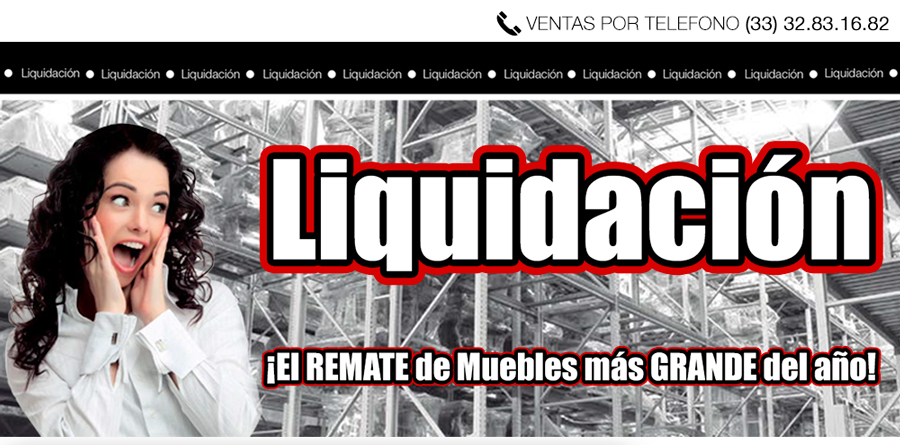 VENTAS POR TELEFONO (33) 32.83.16.82
Liquidación Liquidación Liquidación Liquidación Liquidación Liquidación Liquidación Liquidación Liquidación Liquidación Liquidación
Liquidación
¡El REMATE de Muebles más GRANDE del año!